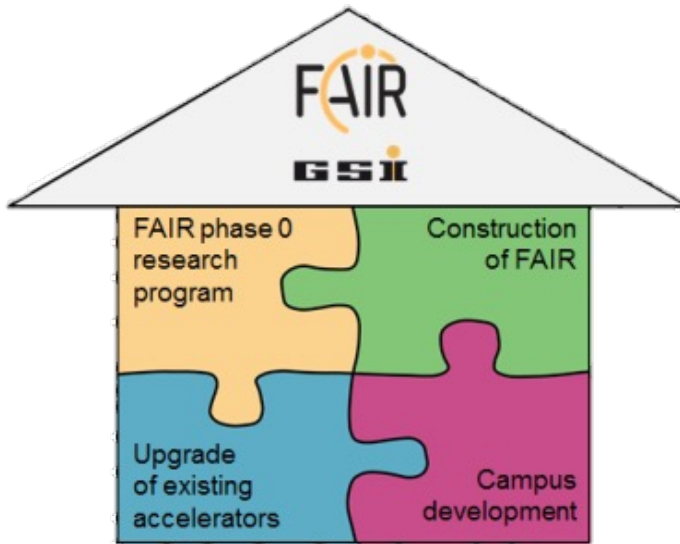 FAIR
GSI
FAIR phase 0
research
program
Construction
of FAIR
Upgrade
of existing
accelerators
Campus
development